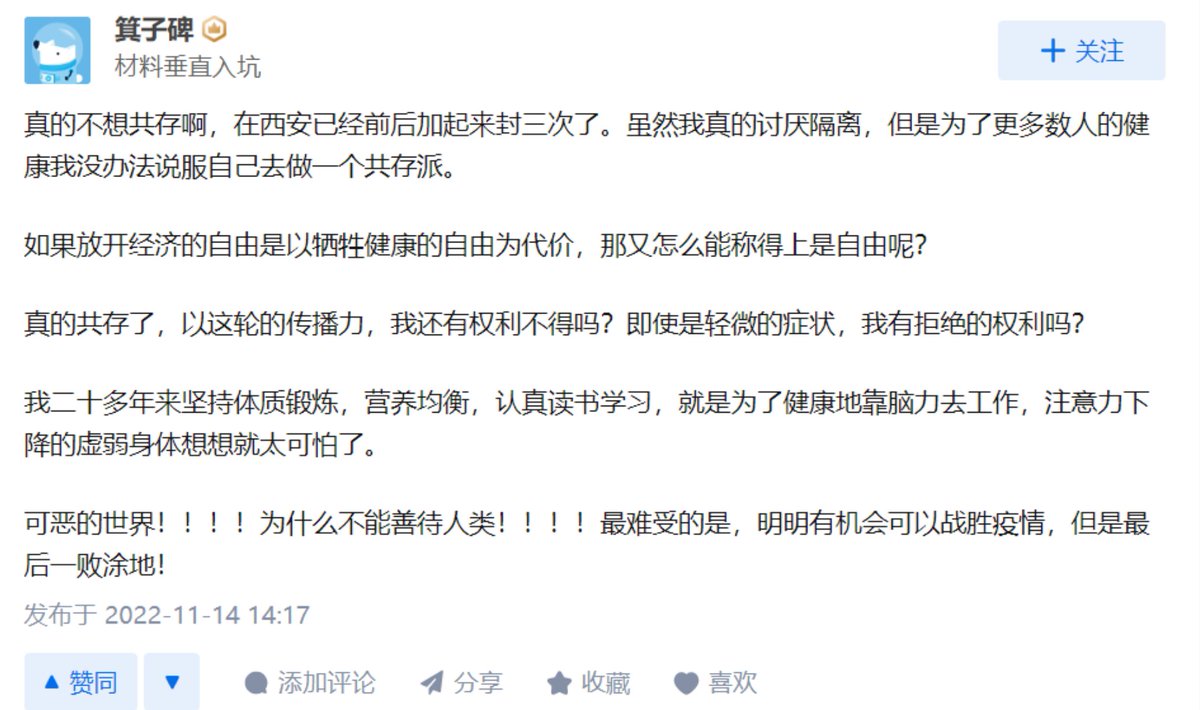 箕子碑
材料垂直入坑
+ 关注
真的不想共存啊，在西安已经前后加起来封三次了。虽然我真的讨厌隔离，但是为了更多数人的健
康我没办法说服自己去做一个共存派。
如果放开经济的自由是以牺牲健康的自由为代价，那又怎么能称得上是自由呢？
真的共存了，以这轮的传播力，我还有权利不得吗？即使是轻微的症状，我有拒绝的权利吗？
我二十多年来坚持体质锻炼，营养均衡，认真读书学习，就是为了健康地靠脑力去工作，注意力下
降的虚弱身体想想就太可怕了。
可恶的世界！！！！为什么不能善待人类！！！！最难受的是，明明有机会可以战胜疫情，但是最
后一败涂地！
发布于 2022-11-14 14:17
▲ 赞同 ▼ 添加评论 分享 收藏 喜欢